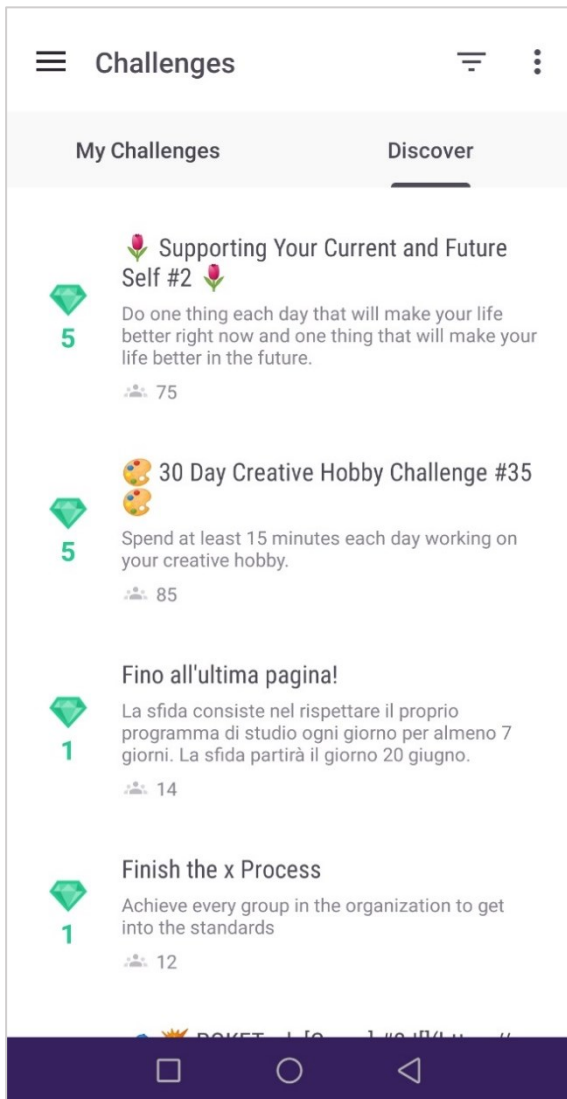 Challenges
My Challenges
Discover
🌷 Supporting Your Current and Future
Self #2 🌷
Do one thing each day that will make your life
better right now and one thing that will make your
life better in the future.
5
75
🎨 30 Day Creative Hobby Challenge #35
🎨
Spend at least 15 minutes each day working on
your creative hobby.
5
85
Fino all'ultima pagina!
La sfida consiste nel rispettare il proprio
programma di studio ogni giorno per almeno 7
giorni. La sfida partirà il giorno 20 giugno.
1
14
Finish the x Process
Achieve every group in the organization to get
into the standards
1
12